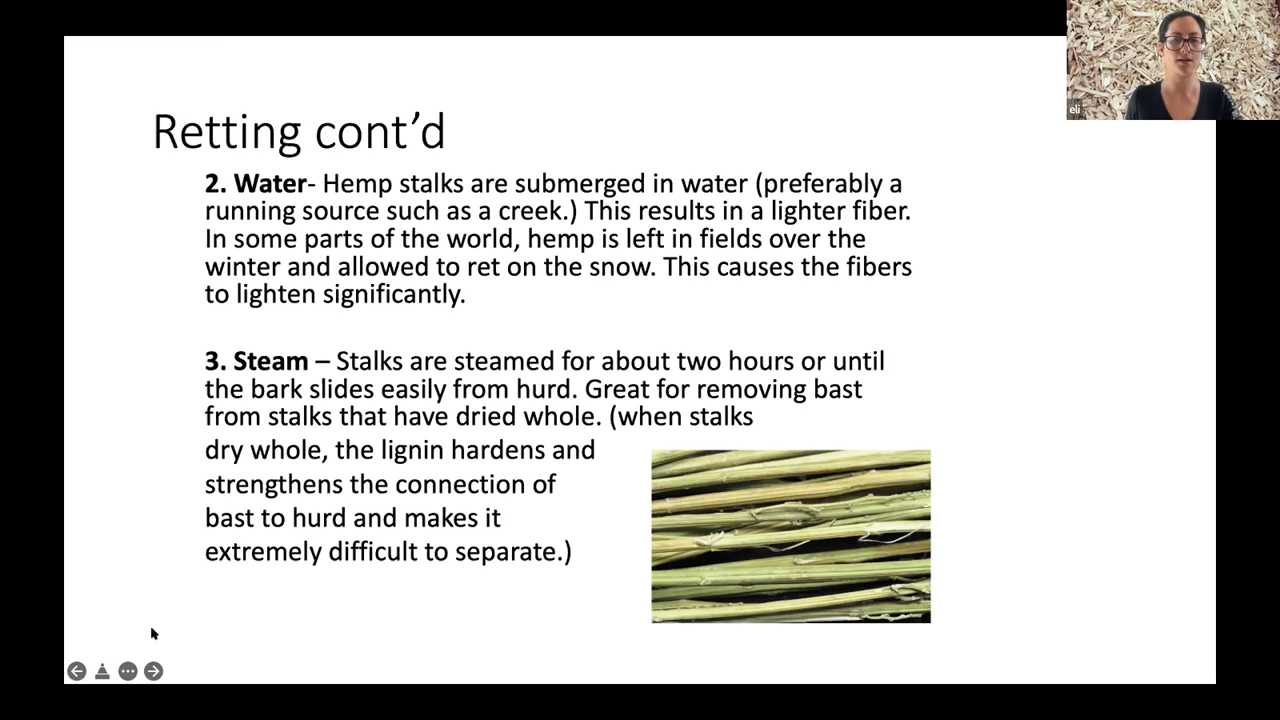 Retting cont’d
2. Water- Hemp stalks are submerged in water (preferably a
running source such as a creek.) This results in a lighter fiber.
In some parts of the world, hemp is left in fields over the
winter and allowed to ret on the snow. This causes the fibers
to lighten significantly.
3. Steam – Stalks are steamed for about two hours or until
the bark slides easily from hurd. Great for removing bast
from stalks that have dried whole. (when stalks
dry whole, the lignin hardens and
strengthens the connection of
bast to hurd and makes it
extremely difficult to separate.)
eli